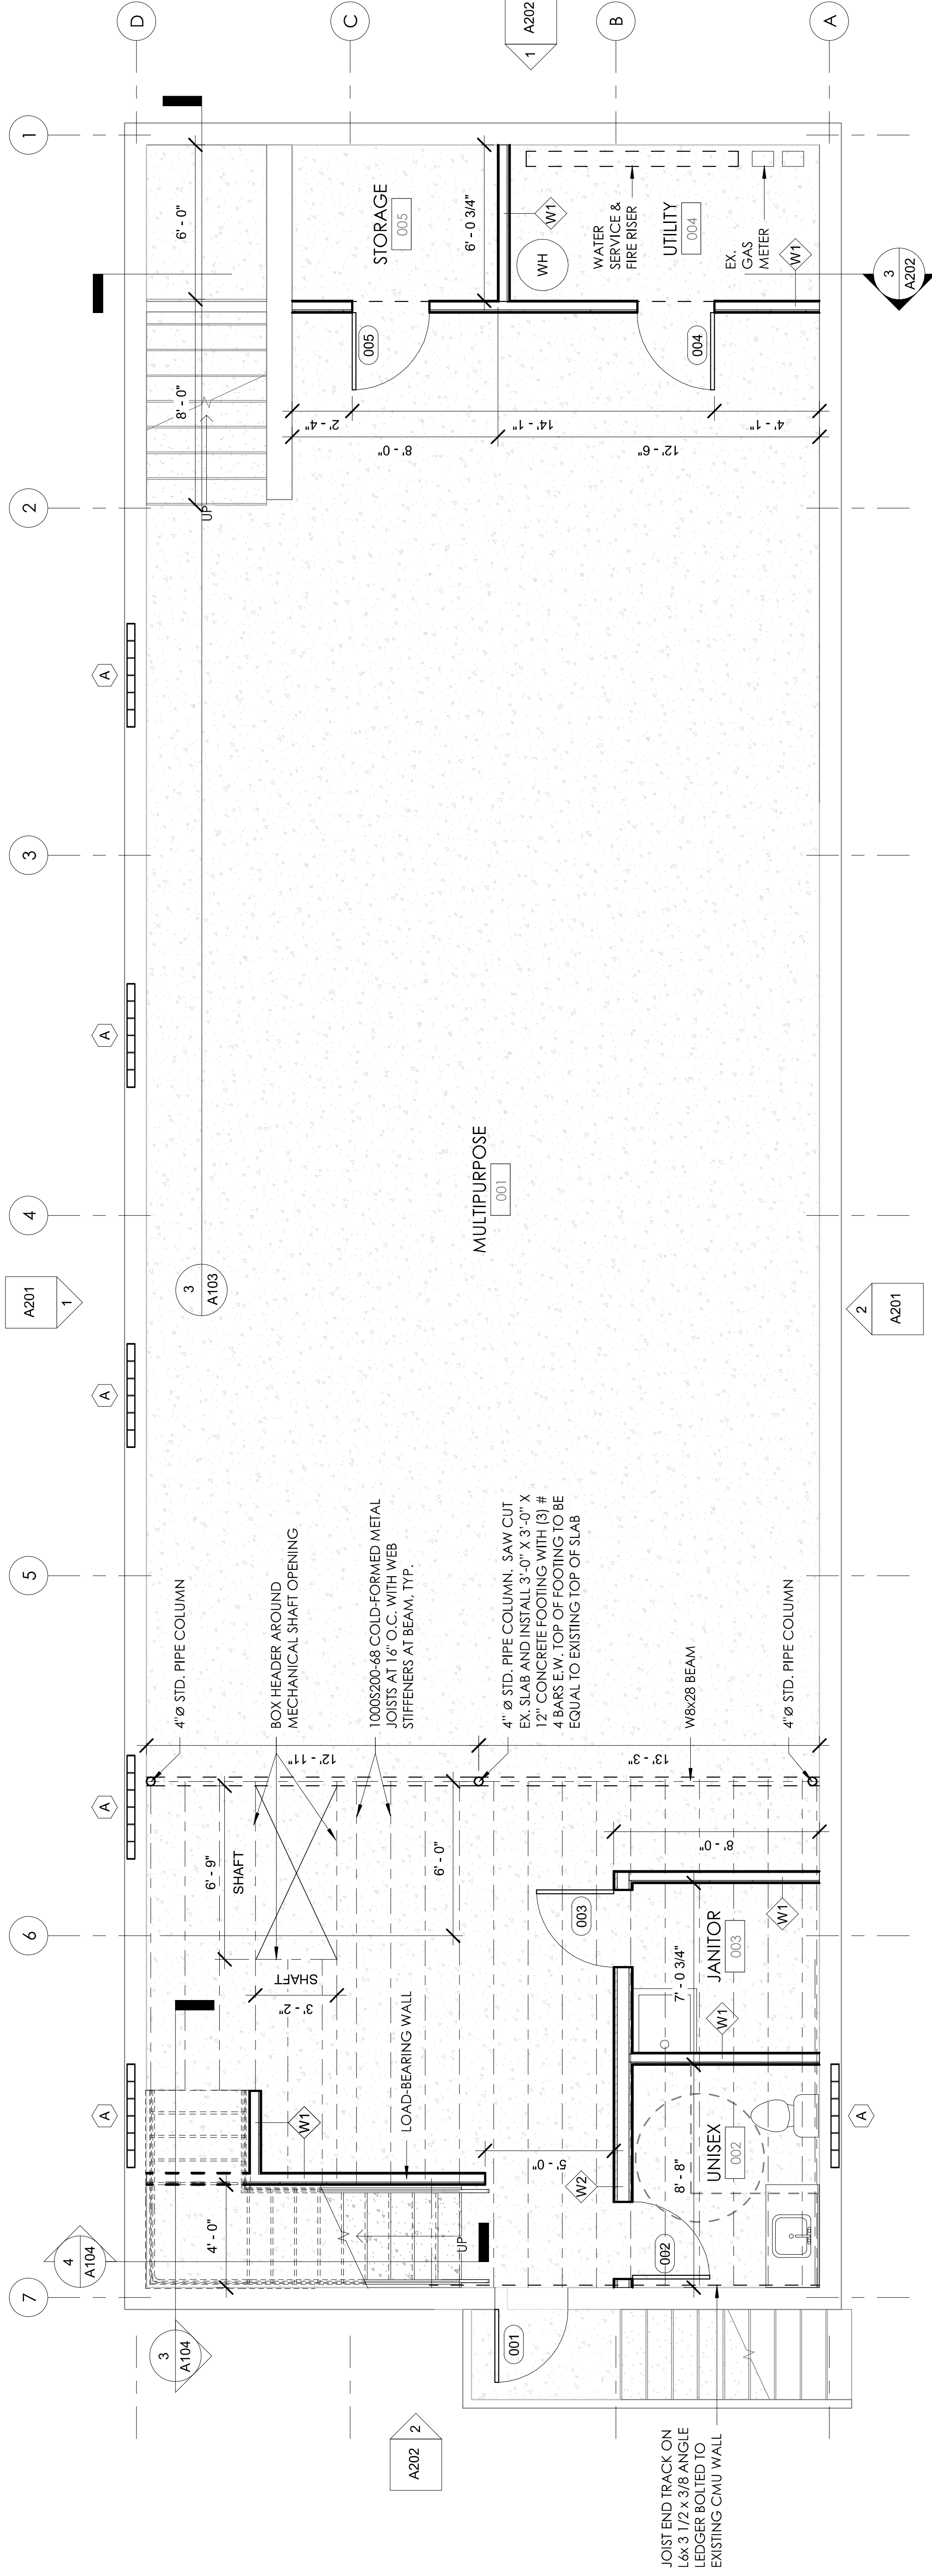 D
C
B
A
1
2
3
4
5
6
7
A202
1
A201
1
2
A201
A202
2
3
A202
3
A103
4
A104
3
A104
6' - 0"
8' - 0"
UP
STORAGE
005
6' - 0 3/4"
W1
WH
WATER
SERVICE &
FIRE RISER
UTILITY
004
EX.
GAS
METER
W1
005
004
2' - 4"
14' - 1"
4' - 1"
8' - 0"
12' - 6"
A
A
A
A
A
A
MULTIPURPOSE
001
4"Ø STD. PIPE COLUMN
BOX HEADER AROUND
MECHANICAL SHAFT OPENING
1000S200-68 COLD-FORMED METAL
JOISTS AT 16" O.C. WITH WEB
STIFFENERS AT BEAM, TYP.
4" Ø STD. PIPE COLUMN. SAW CUT
EX. SLAB AND INSTALL 3'-0" X 3'-0" X
12" CONCRETE FOOTING WITH (3) #
4 BARS E.W. TOP OF FOOTING TO BE
EQUAL TO EXISTING TOP OF SLAB
W8x28 BEAM
4"Ø STD. PIPE COLUMN
12' - 11"
13' - 3"
6' - 9"
SHAFT
SHAFT
3' - 2"
6' - 0"
8' - 0"
LOAD-BEARING WALL
W1
003
JANITOR
003
7' - 0 3/4"
W1
W1
5' - 0"
W2
UNISEX
002
8' - 8"
002
4' - 0"
UP
001
JOIST END TRACK ON
L6x 3 1/2 x 3/8 ANGLE
LEDGER BOLTED TO
EXISTING CMU WALL